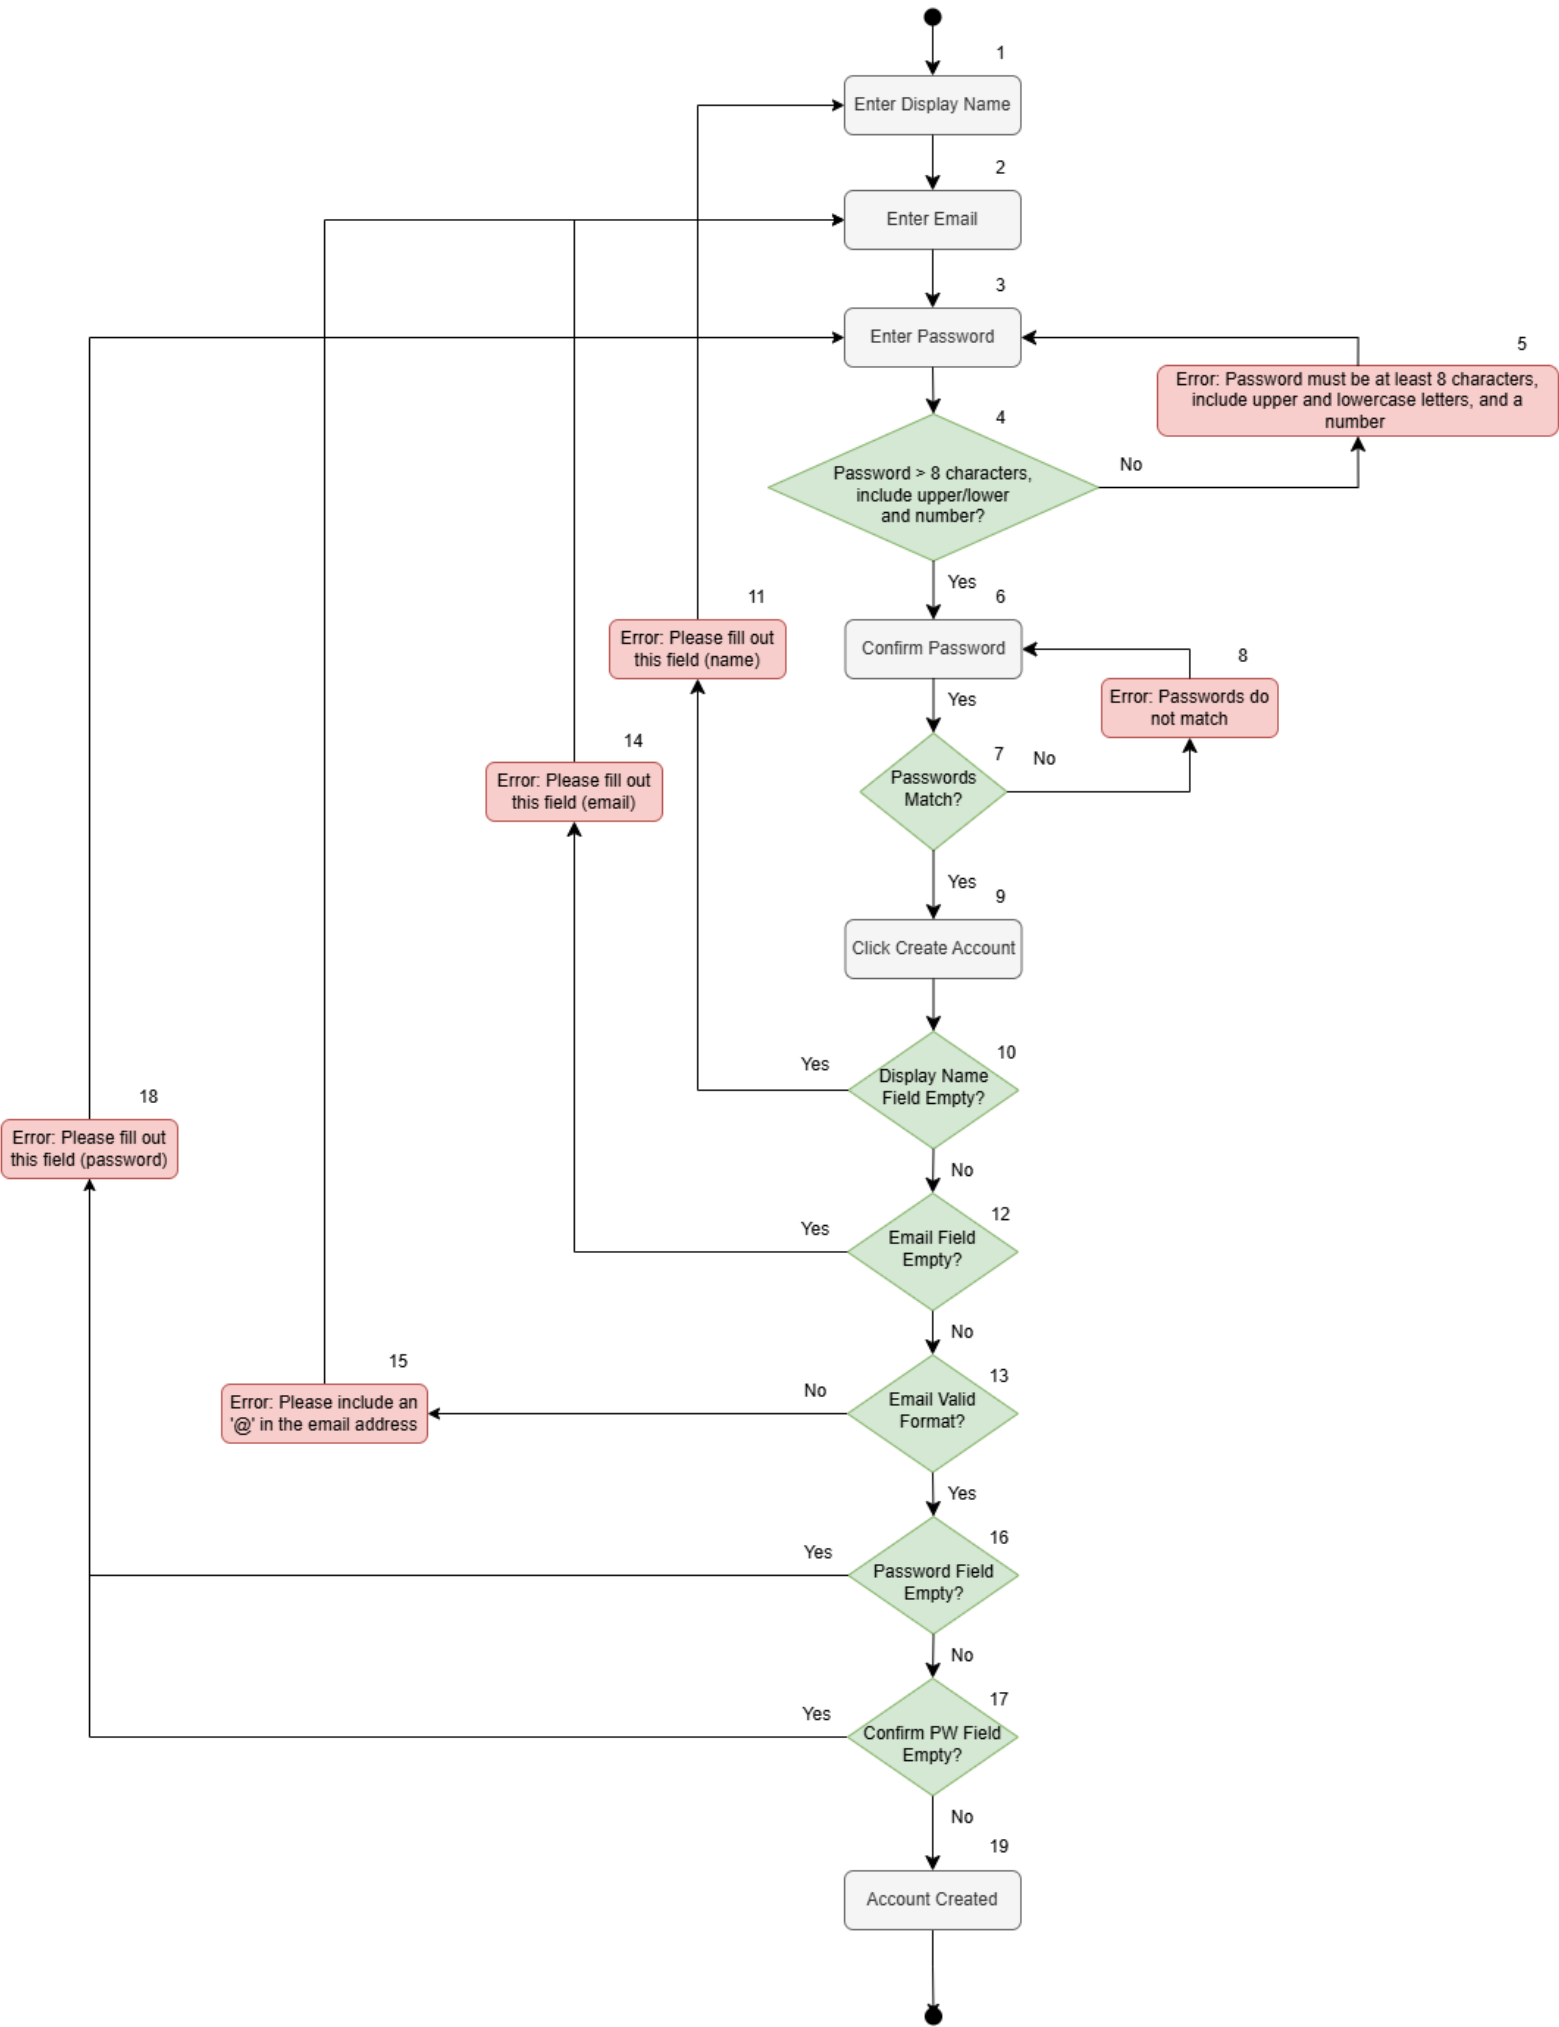 1
Enter Display Name
2
Enter Email
3
Enter Password
5
Error: Password must be at least 8 characters,
include upper and lowercase letters, and a
number
4
Password > 8 characters,
include upper/lower
and number?
No
Yes
6
11
Error: Please fill out
this field (name)
Confirm Password
8
Error: Passwords do
not match
Yes
14
Error: Please fill out
this field (email)
7
No
Passwords
Match?
Yes
9
Click Create Account
10
Yes
Display Name
Field Empty?
18
Error: Please fill out
this field (password)
No
12
Yes
Email Field
Empty?
No
15
Error: Please include an
'@' in the email address
13
No
Email Valid
Format?
Yes
16
Yes
Password Field
Empty?
No
17
Yes
Confirm PW Field
Empty?
No
19
Account Created